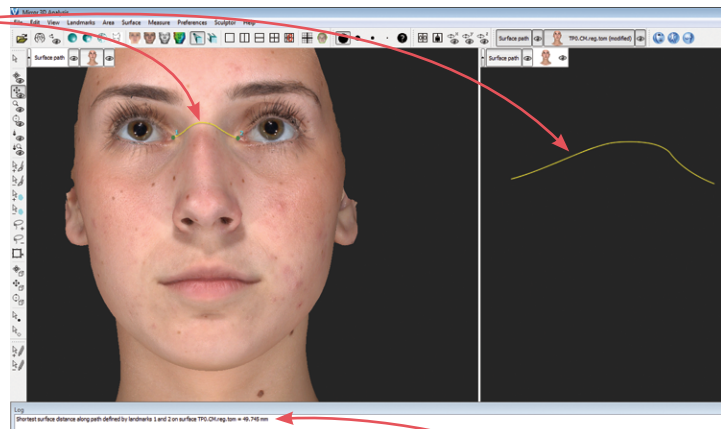 Mirror 3D Analysis
File Edit View Landmarks Area Surface Measure Preferences Sculptor Help
Surface path TP0.CM.reg.tom (modified)
Surface path
Surface path
Log
Shortest surface distance along path defined by landmarks 1 and 2 on surface TP0.CM.reg.tom = 49.748 mm